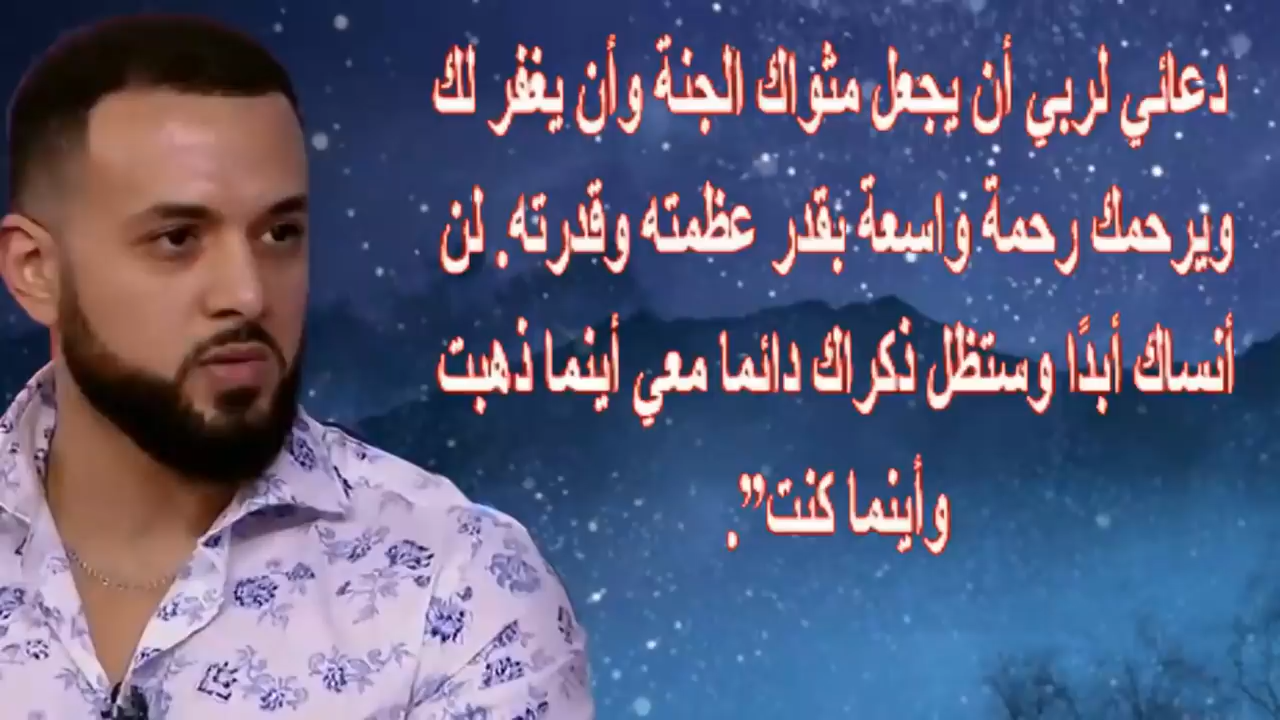 دعائي لربي أن يجعل مثواك الجنة وأن يغفر لك
ويرحمك رحمة واسعة بقدر عظمته وقدرته. لن
أنساك أبدًا وستظل ذكراك دائما معي أينما ذهبت
وأينما كنت”.